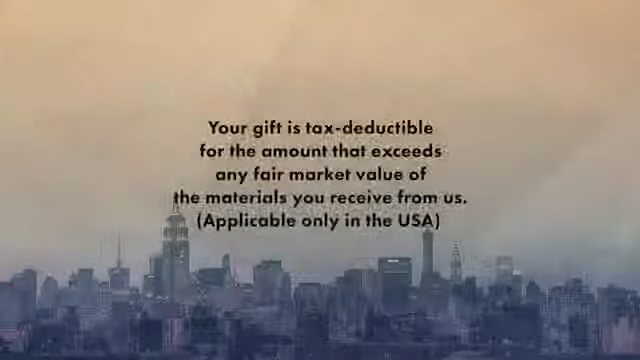 Your gift is tax-deductible
for the amount that exceeds
any fair market value of
the materials you receive from us.
(Applicable only in the USA)